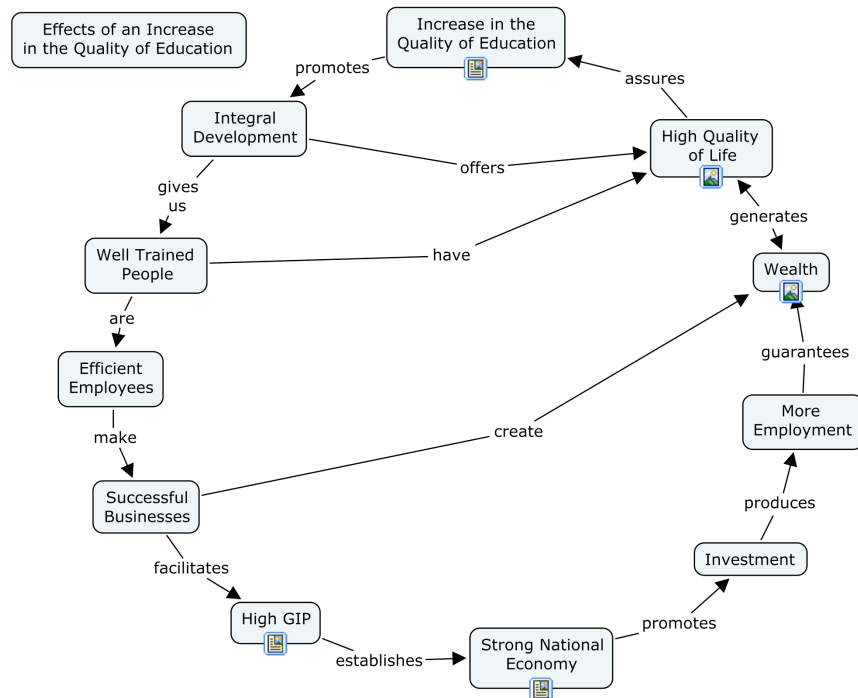 Effects of an Increase
in the Quality of Education
Increase in the
Quality of Education
promotes
assures
Integral
Development
High Quality
of Life
offers
gives
us
generates
Well Trained
People
have
Wealth
are
Efficient
Employees
guarantees
make
create
More
Employment
Successful
Businesses
produces
facilitates
Investment
High GIP
promotes
Strong National
Economy
establishes